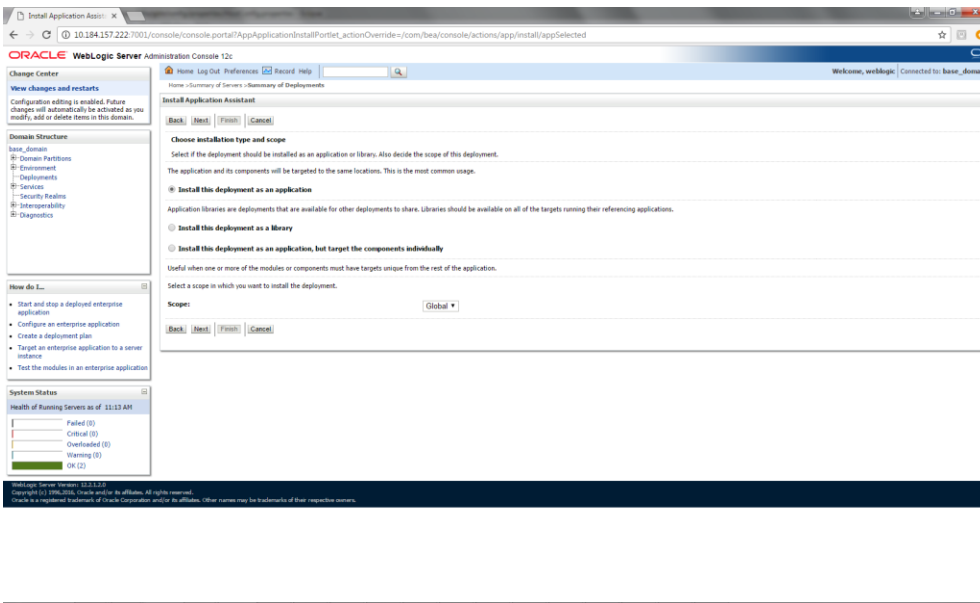 Install Application Assist
10.184.157.222:7001/console/console.portal?AppApplicationInstallPortlet_actionOverride=/com/bea/console/actions/app/install/appSelected
ORACLE WebLogic Server Administration Console 12c
Change Center
View changes and restarts
Configuration editing is enabled. Future
changes will automatically be activated as you
modify, add or delete items in this domain.
Domain Structure
base_domain
Domain Partitions
Environment
Deployments
Services
Security Realms
Interoperability
Diagnostics
How do I...
Start and stop a deployed enterprise
application
Configure an enterprise application
Create a deployment plan
Target an enterprise application to a server
instance
Test the modules in an enterprise application
System Status
Health of Running Servers as of 11:13 AM
Failed (0)
Critical (0)
Overloaded (0)
Warning (0)
OK (2)
Home Log Out Preferences Record Help
Welcome, weblogic Connected to: base_doma
Home >Summary of Servers >Summary of Deployments
Install Application Assistant
Back Next Finish Cancel
Choose installation type and scope
Select if the deployment should be installed as an application or library. Also decide the scope of this deployment.
The application and its components will be targeted to the same locations. This is the most common usage.
Install this deployment as an application
Application libraries are deployments that are available for other deployments to share. Libraries should be available on all of the targets running their referencing applications.
Install this deployment as a library
Install this deployment as an application, but target the components individually
Useful when one or more of the modules or components must have targets unique from the rest of the application.
Select a scope in which you want to install the deployment.
Scope: Global
Back Next Finish Cancel
WebLogic Server Version: 12.2.1.2.0
Copyright (c) 1996,2016, Oracle and/or its affiliates. All rights reserved.
Oracle is a registered trademark of Oracle Corporation and/or its affiliates. Other names may be trademarks of their respective owners.